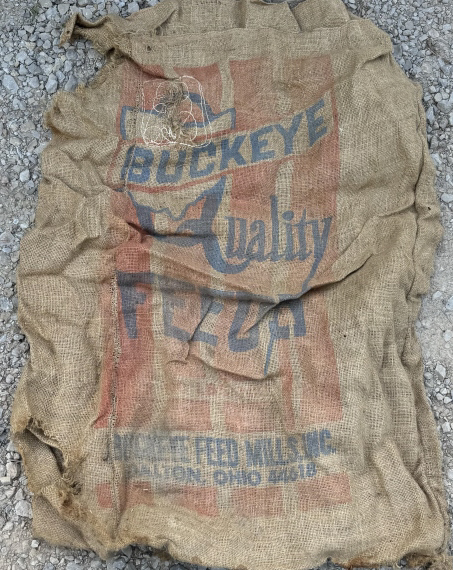 BUCKEYE
Quality
FEEDS
BUCKEYE FEED MILLS, INC.
DALTON, OHIO 44618